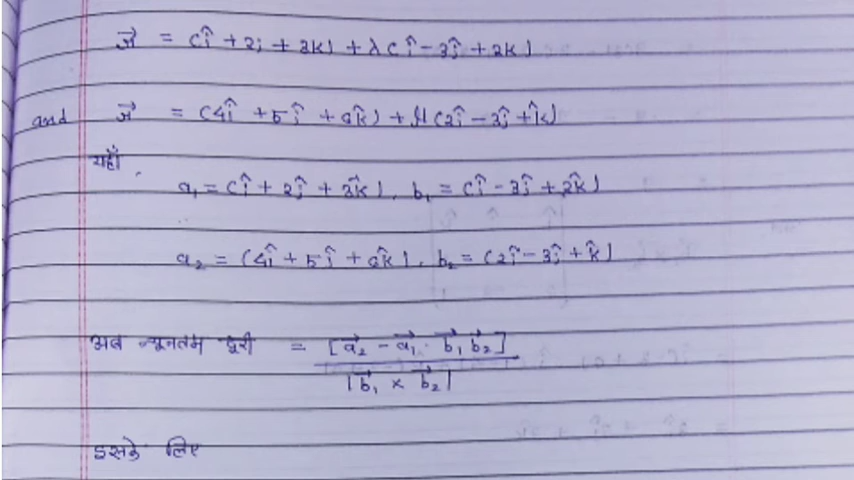 r⃗ = (î + 2j + 3k) + λ(î - 3ĵ + 2k)
and r⃗ = (4î + 5ĵ + 6k̂) + μ(2î - 3ĵ + k̂)
यहाँ,
a₁ = (î + 2ĵ + 3k̂), b₁ = (î - 3ĵ + 2k̂)
a₂ = (4î + 5ĵ + 6k̂), b₂ = (2î - 3ĵ + k̂)
अब न्यूनतम दूरी = [a⃗₂ - a⃗₁ · b⃗₁ b⃗₂]
|b⃗₁ × b⃗₂|
इसके लिए